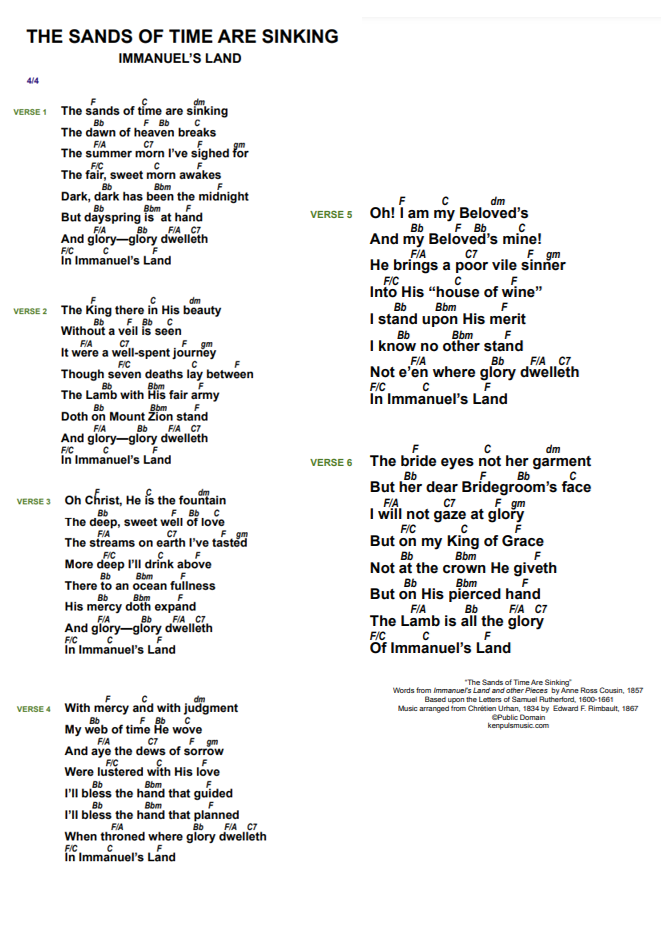 THE SANDS OF TIME ARE SINKING
IMMANUEL'S LAND
4/4
F C dm
VERSE 1 The sands of time are sinking
Bb F Bb C
The dawn of heaven breaks
F/A C7 F gm
The summer morn I've sighed for
F/C C F
The fair, sweet morn awakes
Bb Bbm F
Dark, dark has been the midnight
Bb Bbm F
But dayspring is at hand
F/A Bb F/A C7
And glory—glory dwelleth
F/C C F
In Immanuel's Land
F C dm
VERSE 2 The King there in His beauty
Bb F Bb C
Without a veil is seen
F/A C7 F gm
It were a well-spent journey
F/C C F
Though seven deaths lay between
Bb Bbm F
The Lamb with His fair army
Bb Bbm F
Doth on Mount Zion stand
F/A Bb F/A C7
And glory—glory dwelleth
F/C C F
In Immanuel's Land
F C dm
VERSE 3 Oh Christ, He is the fountain
Bb F Bb C
The deep, sweet well of love
F/A C7 F gm
The streams on earth I've tasted
F/C C F
More deep I'll drink above
Bb Bbm F
There to an ocean fullness
Bb Bbm F
His mercy doth expand
F/A Bb F/A C7
And glory—glory dwelleth
F/C C F
In Immanuel's Land
F C dm
VERSE 4 With mercy and with judgment
Bb F Bb C
My web of time He wove
F/A C7 F gm
And aye the dews of sorrow
F/C C F
Were lustered with His love
Bb Bbm F
I'll bless the hand that guided
Bb Bbm F
I'll bless the hand that planned
F/A Bb F/A C7
When throned where glory dwelleth
F/C C F
In Immanuel's Land
F C dm
VERSE 5 Oh! I am my Beloved's
Bb F Bb C
And my Beloved's mine!
F/A C7 F gm
He brings a poor vile sinner
F/C C F
Into His “house of wine”
Bb Bbm F
I stand upon His merit
Bb Bbm F
I know no other stand
F/A Bb F/A C7
Not e'en where glory dwelleth
F/C C F
In Immanuel's Land
F C dm
VERSE 6 The bride eyes not her garment
Bb F Bb C
But her dear Bridegroom's face
F/A C7 F gm
I will not gaze at glory
F/C C F
But on my King of Grace
Bb Bbm F
Not at the crown He giveth
Bb Bbm F
But on His pierced hand
F/A Bb F/A C7
The Lamb is all the glory
F/C C F
Of Immanuel's Land
“The Sands of Time Are Sinking”
Words from Immanuel's Land and other Pieces by Anne Ross Cousin, 1857
Based upon the Letters of Samuel Rutherford, 1600-1661
Music arranged from Chrétien Urhan, 1834 by Edward F. Rimbault, 1867
©Public Domain
kenpulsmusic.com